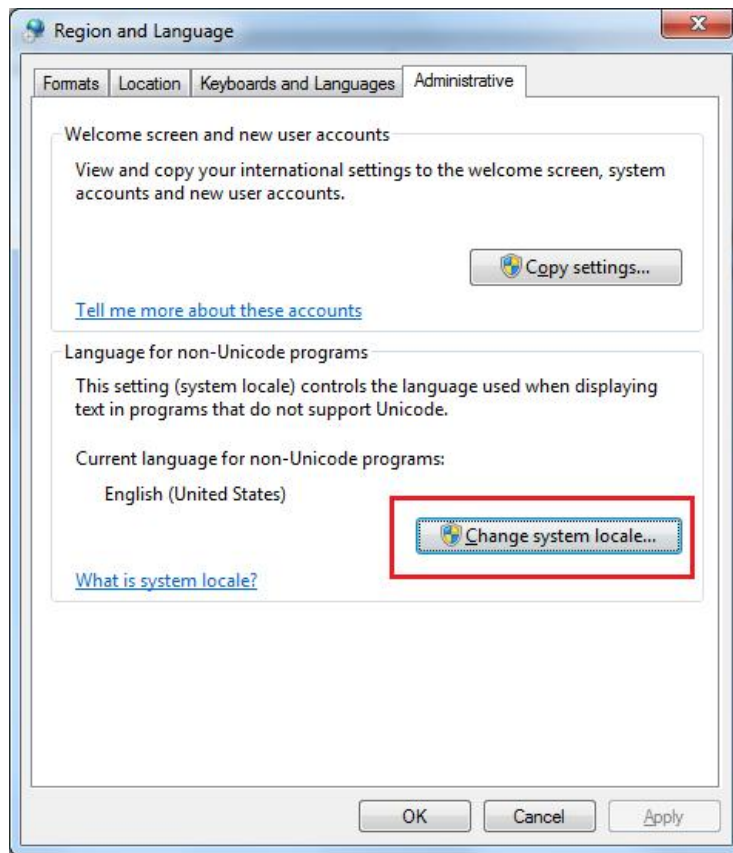 Region and Language
Formats
Location
Keyboards and Languages
Administrative
Welcome screen and new user accounts
View and copy your international settings to the welcome screen, system
accounts and new user accounts.
Copy settings...
Tell me more about these accounts
Language for non-Unicode programs
This setting (system locale) controls the language used when displaying
text in programs that do not support Unicode.
Current language for non-Unicode programs:
English (United States)
Change system locale...
What is system locale?
OK
Cancel
Apply